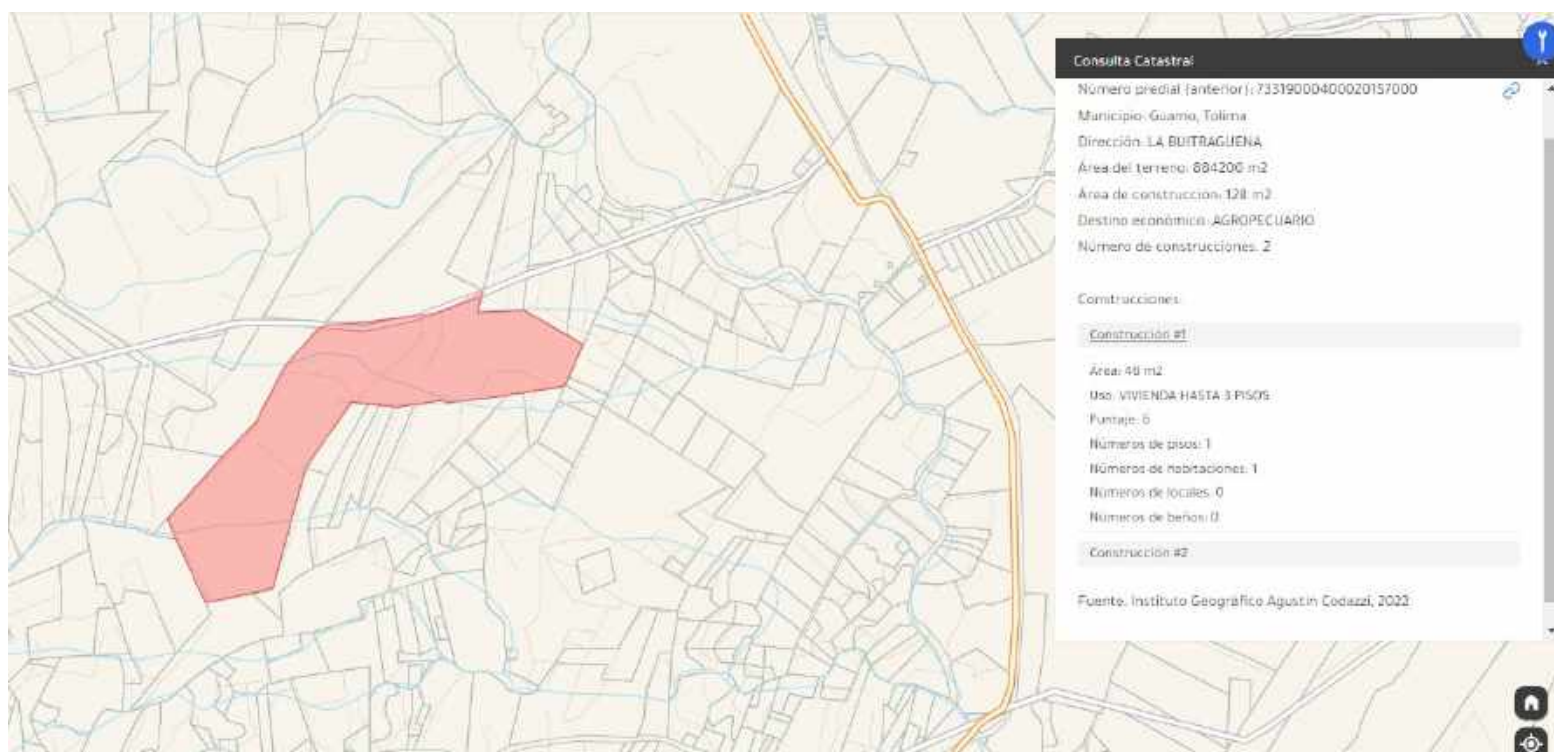 Consulta Catastral
Número predial (anterior): 73319000400020157000
Municipio: Guamo, Tolima
Dirección: LA BUITRAGUEÑA
Área del terreno: 884206 m2
Área de construcción: 128 m2
Destino económico: AGROPECUARIO
Número de construcciones: 2
Construcciones
Construcción #1
Área: 48 m2
Uso: VIVIENDA HASTA 3 PISOS
Puntaje: 6
Números de pisos: 1
Números de habitaciones: 1
Números de locales: 0
Números de baños: 0
Construcción #2
Fuente: Instituto Geográfico Agustín Codazzi, 2022